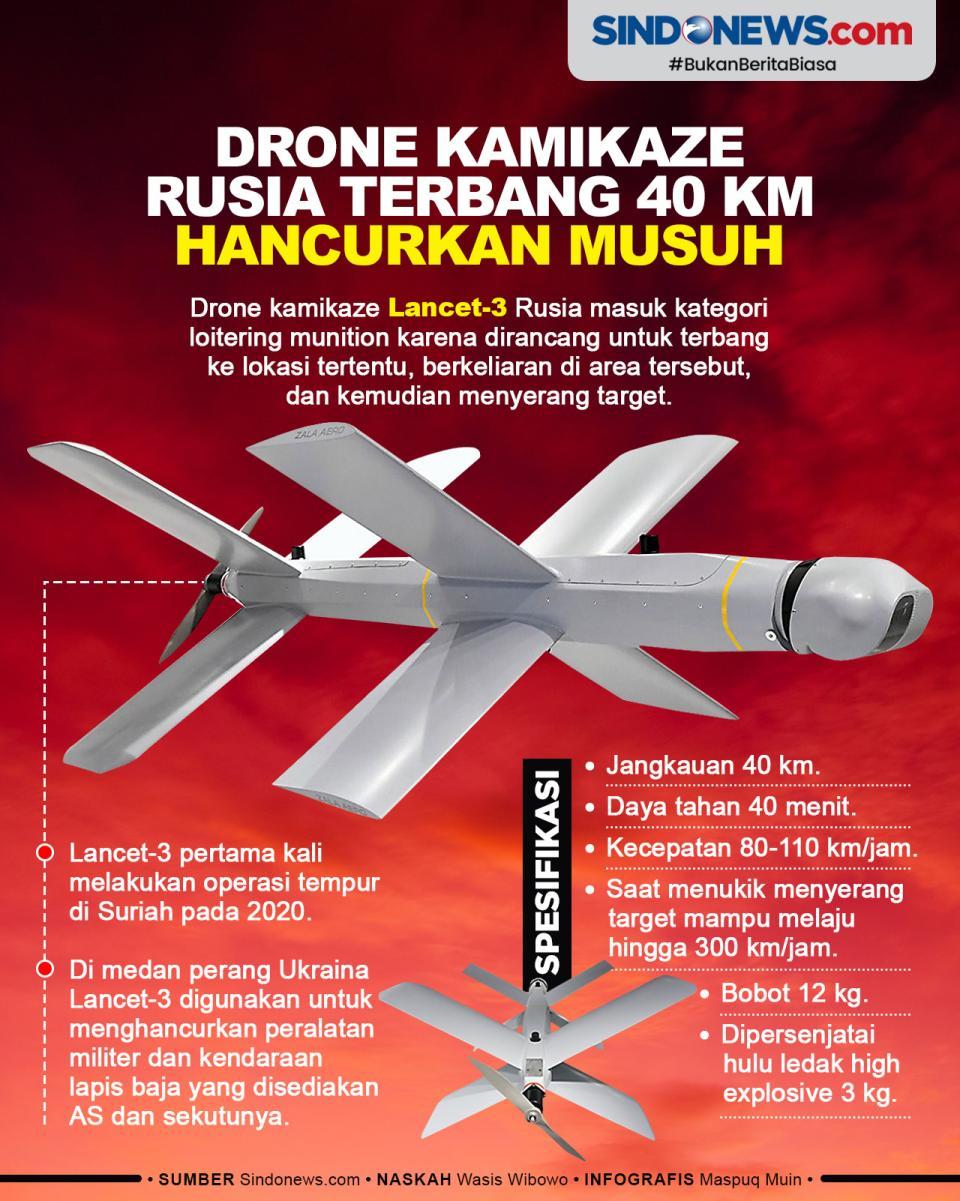 SINDONEWS.com
#BukanBeritaBiasa
DRONE KAMIKAZE
RUSIA TERBANG 40 KM
HANCURKAN MUSUH
Drone kamikaze Lancet-3 Rusia masuk kategori
loitering munition karena dirancang untuk terbang
ke lokasi tertentu, berkeliaran di area tersebut,
dan kemudian menyerang target.
ZALA AERO
ZALA AERO
• Lancet-3 pertama kali
melakukan operasi tempur
di Suriah pada 2020.
• Di medan perang Ukraina
Lancet-3 digunakan untuk
menghancurkan peralatan
militer dan kendaraan
lapis baja yang disediakan
AS dan sekutunya.
SPESIFIKASI
• Jangkauan 40 km.
• Daya tahan 40 menit.
• Kecepatan 80-110 km/jam.
• Saat menukik menyerang
target mampu melaju
hingga 300 km/jam.
• Bobot 12 kg.
• Dipersenjatai
hulu ledak high
explosive 3 kg.
• SUMBER Sindonews.com • NASKAH Wasis Wibowo • INFOGRAFIS Maspuq Muin •